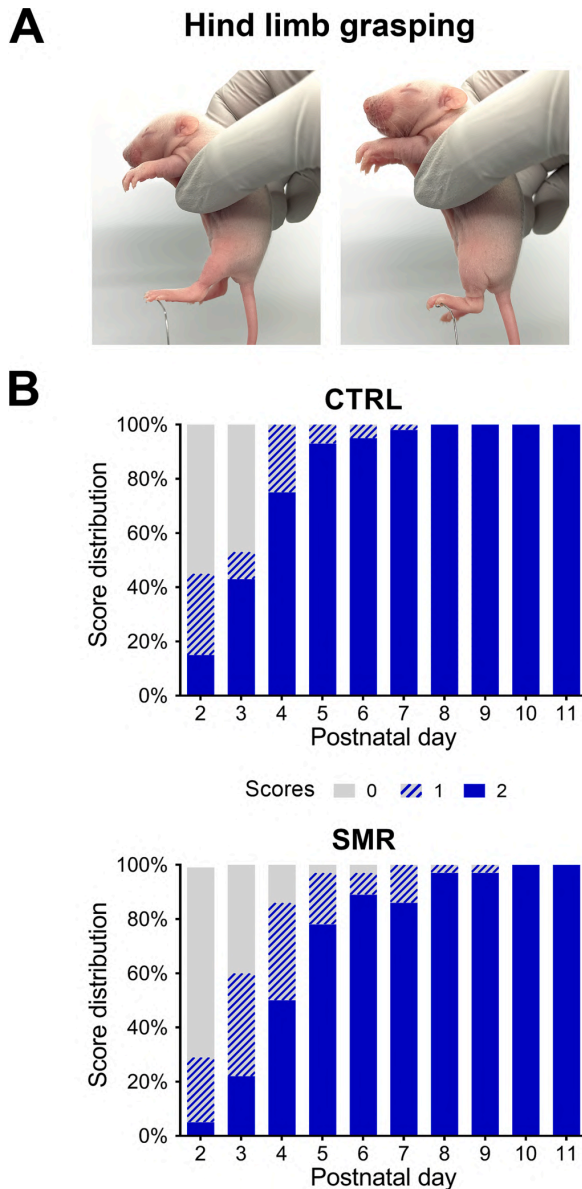 A
Hind limb grasping
B
CTRL
Score distribution
100%
80%
60%
40%
20%
0%
2 3 4 5 6 7 8 9 10 11
Postnatal day
Scores 0 1 2
SMR
Score distribution
100%
80%
60%
40%
20%
0%
2 3 4 5 6 7 8 9 10 11
Postnatal day